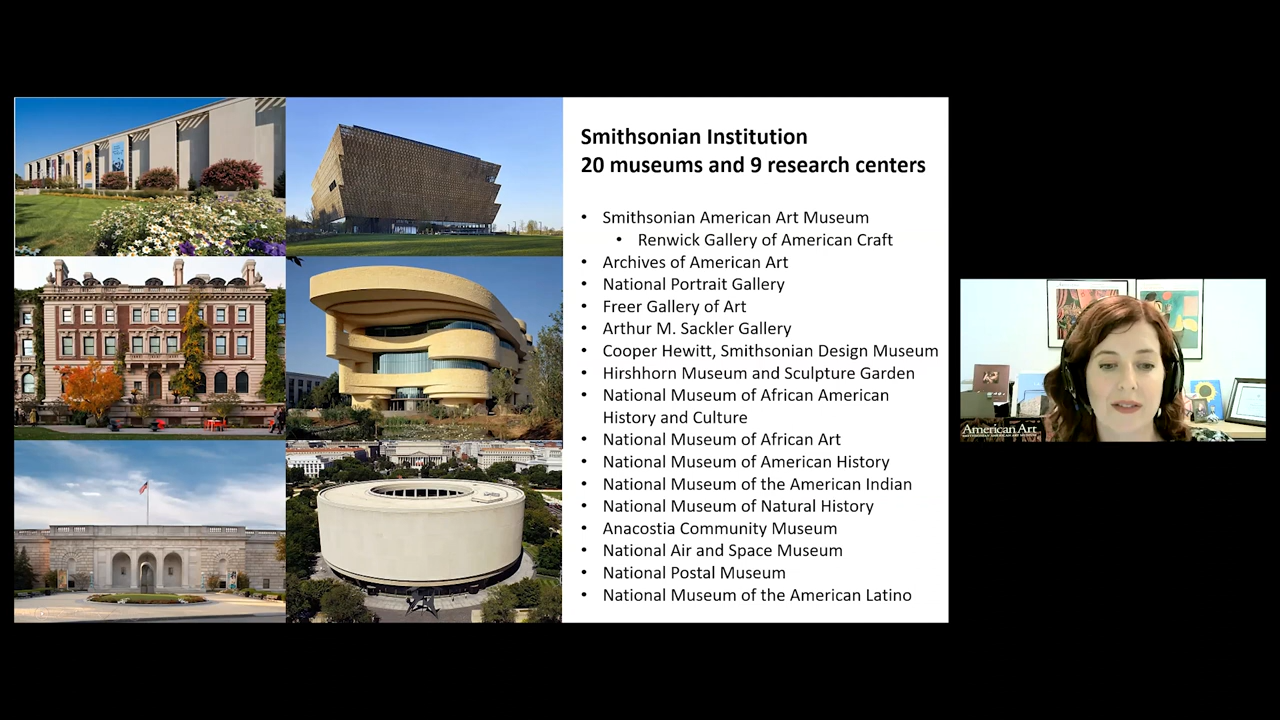 Smithsonian Institution
20 museums and 9 research centers
• Smithsonian American Art Museum
• Renwick Gallery of American Craft
• Archives of American Art
• National Portrait Gallery
• Freer Gallery of Art
• Arthur M. Sackler Gallery
• Cooper Hewitt, Smithsonian Design Museum
• Hirshhorn Museum and Sculpture Garden
• National Museum of African American
History and Culture
• National Museum of African Art
• National Museum of American History
• National Museum of the American Indian
• National Museum of Natural History
• Anacostia Community Museum
• National Air and Space Museum
• National Postal Museum
• National Museum of the American Latino
American Art
SMITHSONIAN AMERICAN ART MUSEUM